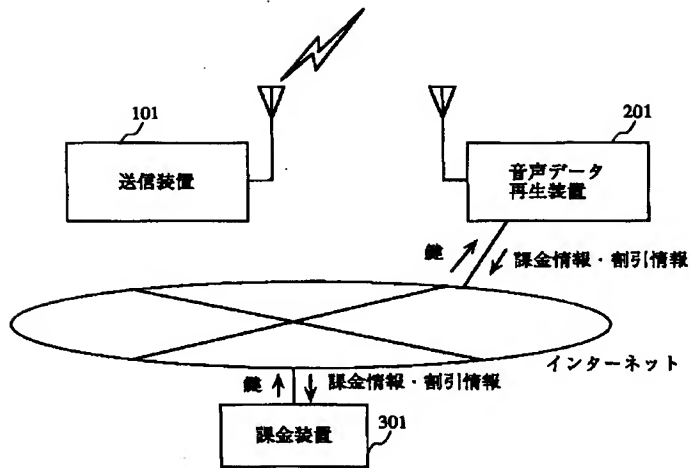 101
送信装置
201
音声データ
再生装置
鍵
課金情報・割引情報
インターネット
鍵
課金情報・割引情報
課金装置
301